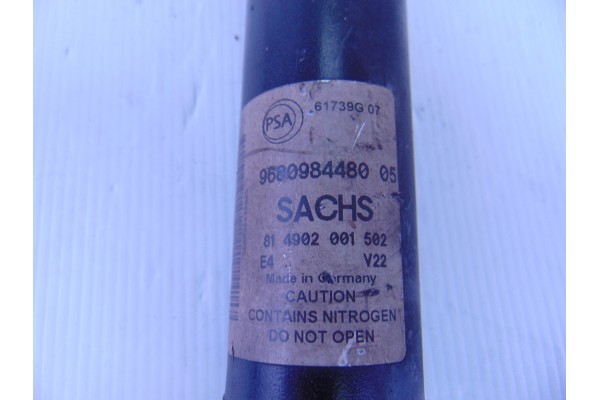 PSA
61739G 07
9680984480 05
SACHS
81 4902 001 502
E4 V22
Made in Germany
CAUTION
CONTAINS NITROGEN
DO NOT OPEN